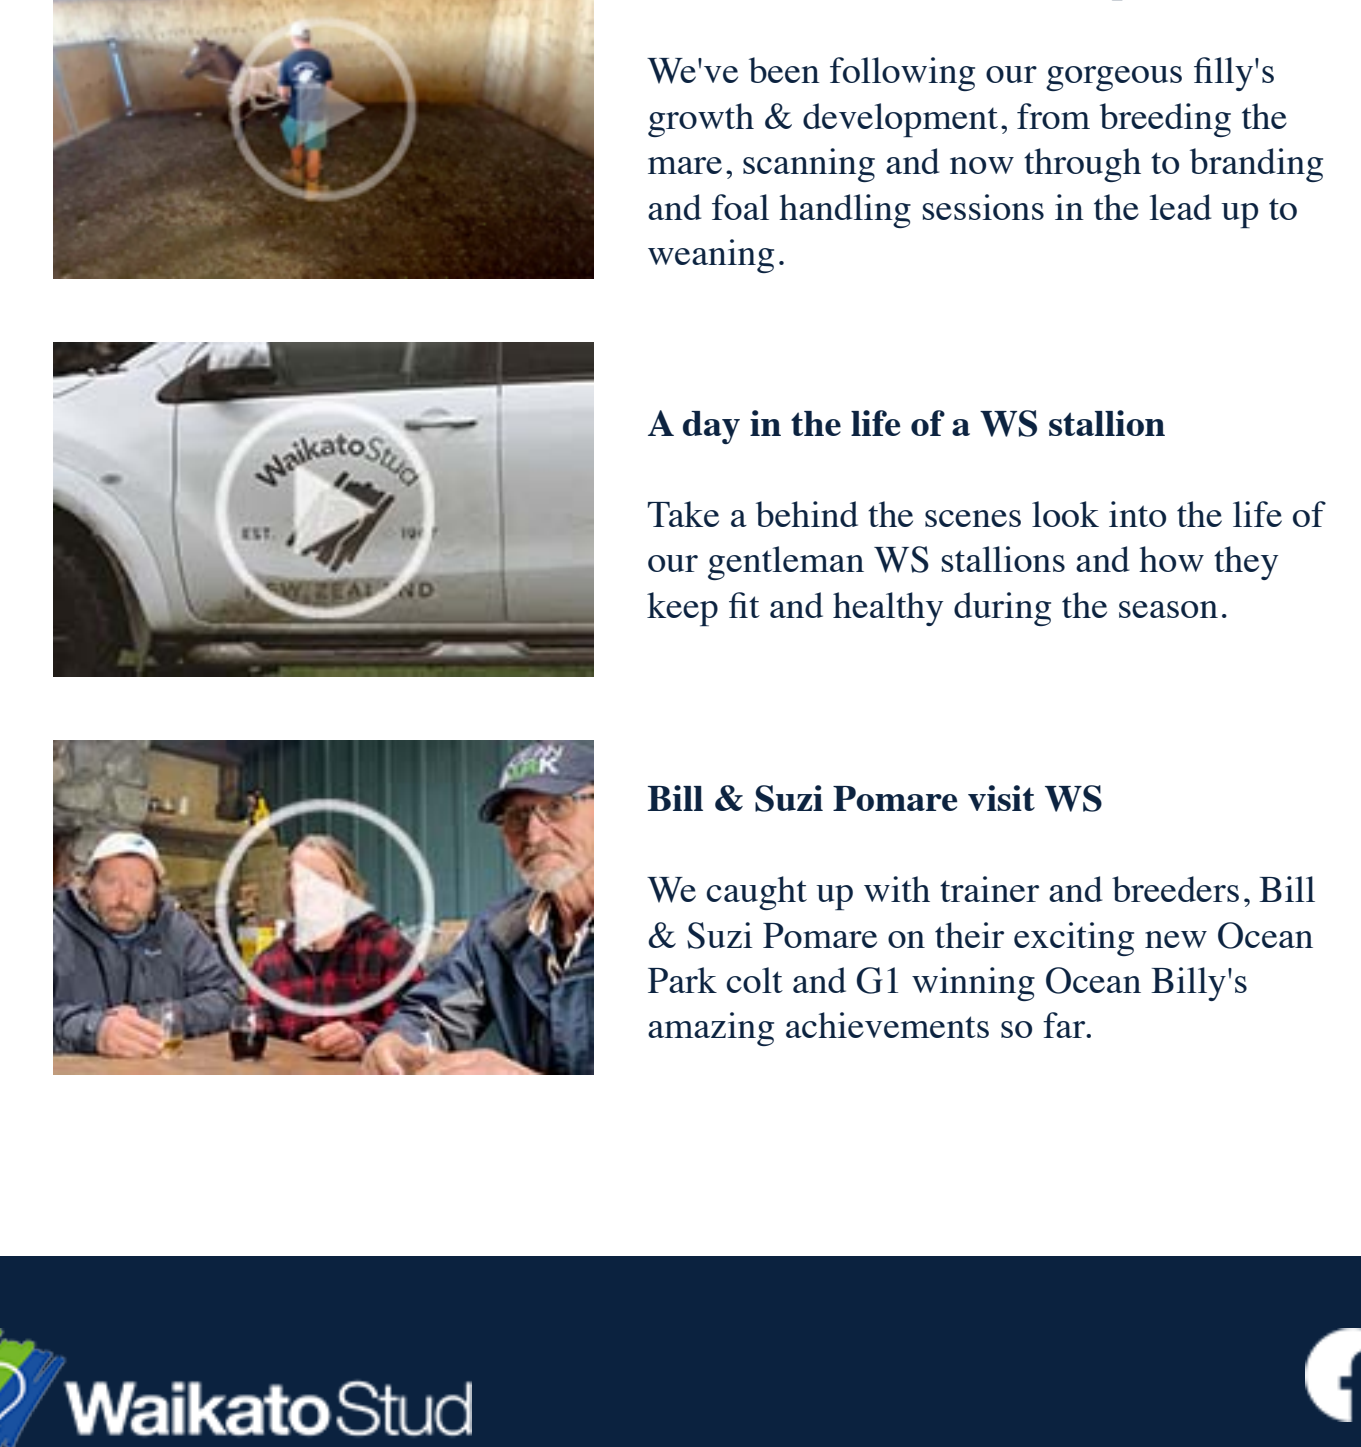 We've been following our gorgeous filly's
growth & development, from breeding the
mare, scanning and now through to branding
and foal handling sessions in the lead up to
weaning.
WaikatoStud
EST.
NEW ZEALAND
A day in the life of a WS stallion
Take a behind the scenes look into the life of
our gentleman WS stallions and how they
keep fit and healthy during the season.
OCEAN
PARK
Bill & Suzi Pomare visit WS
We caught up with trainer and breeders, Bill
& Suzi Pomare on their exciting new Ocean
Park colt and G1 winning Ocean Billy's
amazing achievements so far.
WaikatoStud